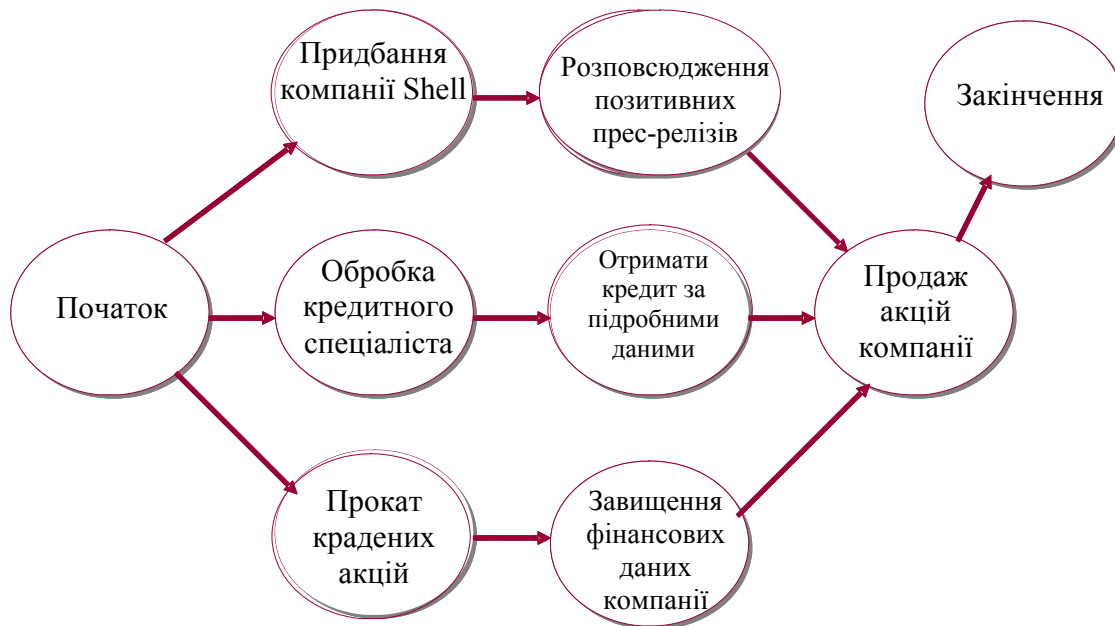 Придбання
компанії Shell
Розповсюдження
позитивних
прес-релізів
Закінчення
Початок
Обробка
кредитного
спеціаліста
Отримати
кредит за
підробними
даними
Продаж
акцій
компанії
Прокат
крадених
акцій
Завищення
фінансових
даних
компанії